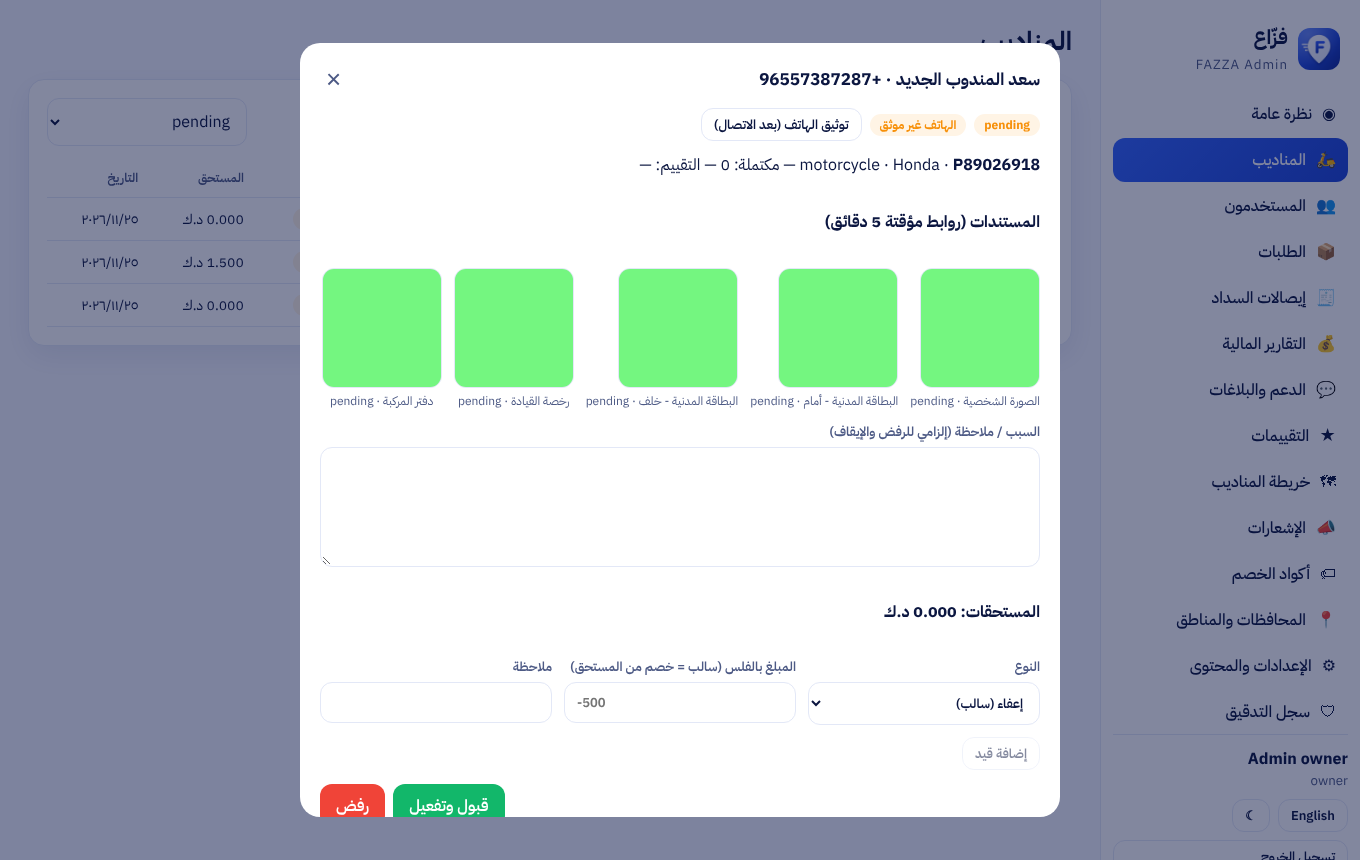 فزّاع
FAZZA Admin
نظرة عامة
المناديب
المستخدمون
الطلبات
إيصالات السداد
التقارير المالية
الدعم والبلاغات
التقييمات
خريطة المناديب
الإشعارات
أكواد الخصم
المحافظات والمناطق
الإعدادات والمحتوى
سجل التدقيق
Admin owner
owner
English
تسجيل الخروج
المناديب
pending
المستحق
التاريخ
0.000 د.ك
٢٠٢٦/١١/٢٥
1.500 د.ك
٢٠٢٦/١١/٢٥
0.000 د.ك
٢٠٢٦/١١/٢٥
سعد المندوب الجديد · +96557387287
✕
pending
الهاتف غير موثق
توثيق الهاتف (بعد الاتصال)
P89026918 · motorcycle · Honda — مكتملة: 0 — التقييم: —
المستندات (روابط مؤقتة 5 دقائق)
الصورة الشخصية · pending
البطاقة المدنية - أمام · pending
البطاقة المدنية - خلف · pending
رخصة القيادة · pending
دفتر المركبة · pending
السبب / ملاحظة (إلزامي للرفض والإيقاف)
المستحقات: 0.000 د.ك
النوع
المبلغ بالفلس (سالب = خصم من المستحق)
ملاحظة
إعفاء (سالب)
-500
إضافة قيد
قبول وتفعيل
رفض